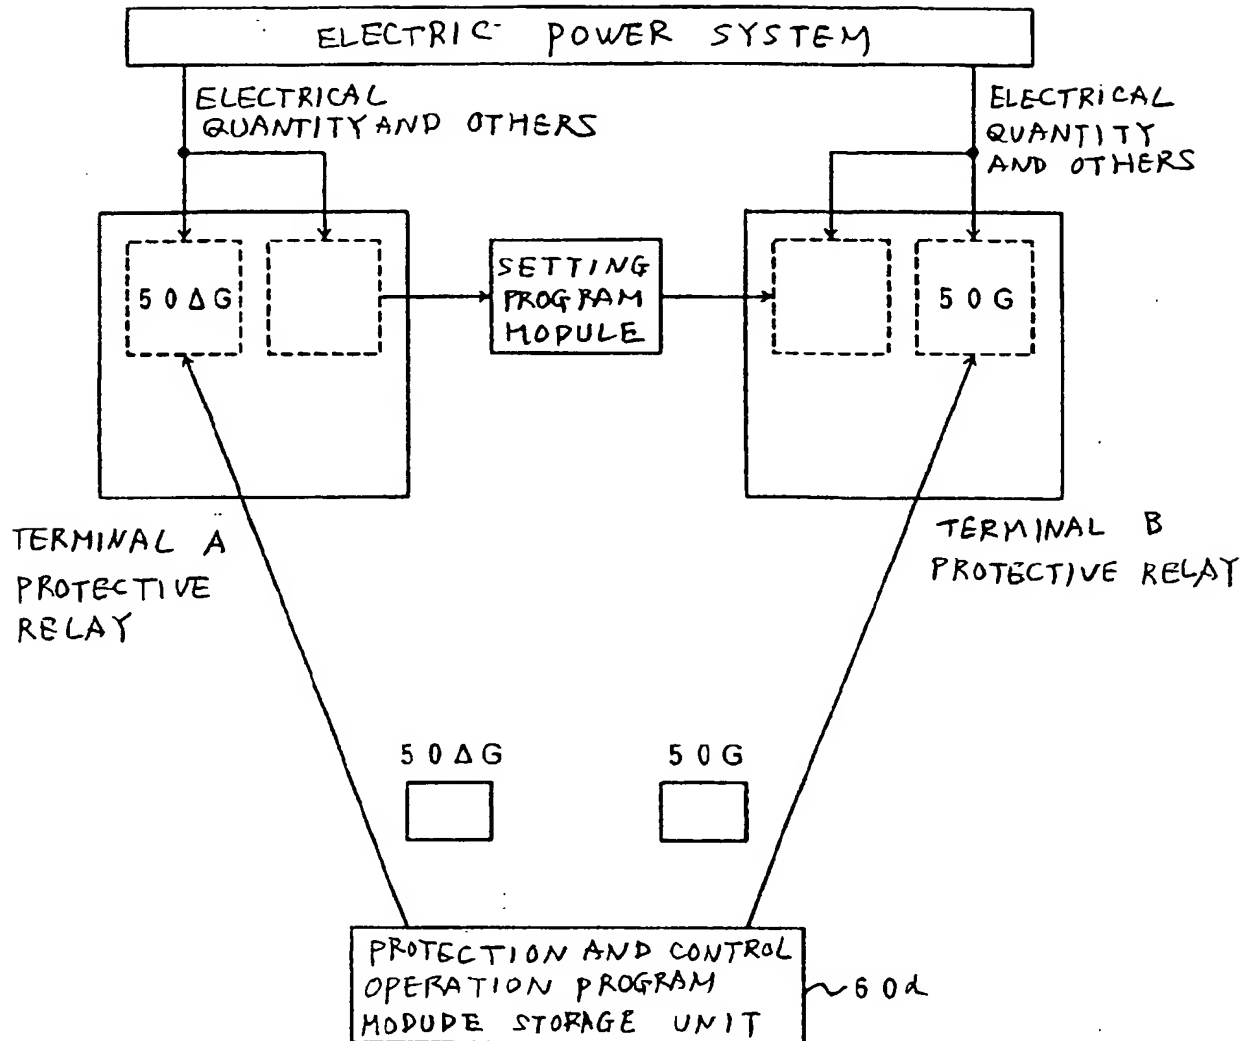 ELECTRIC POWER SYSTEM
ELECTRICAL
QUANTITY AND OTHERS
ELECTRICAL
QUANTITY
AND OTHERS
50ΔG
SETTING
PROGRAM
MODULE
50G
TERMINAL A
PROTECTIVE
RELAY
TERMINAL B
PROTECTIVE RELAY
50ΔG
50G
PROTECTION AND CONTROL
OPERATION PROGRAM
MODUDE STORAGE UNIT
60d